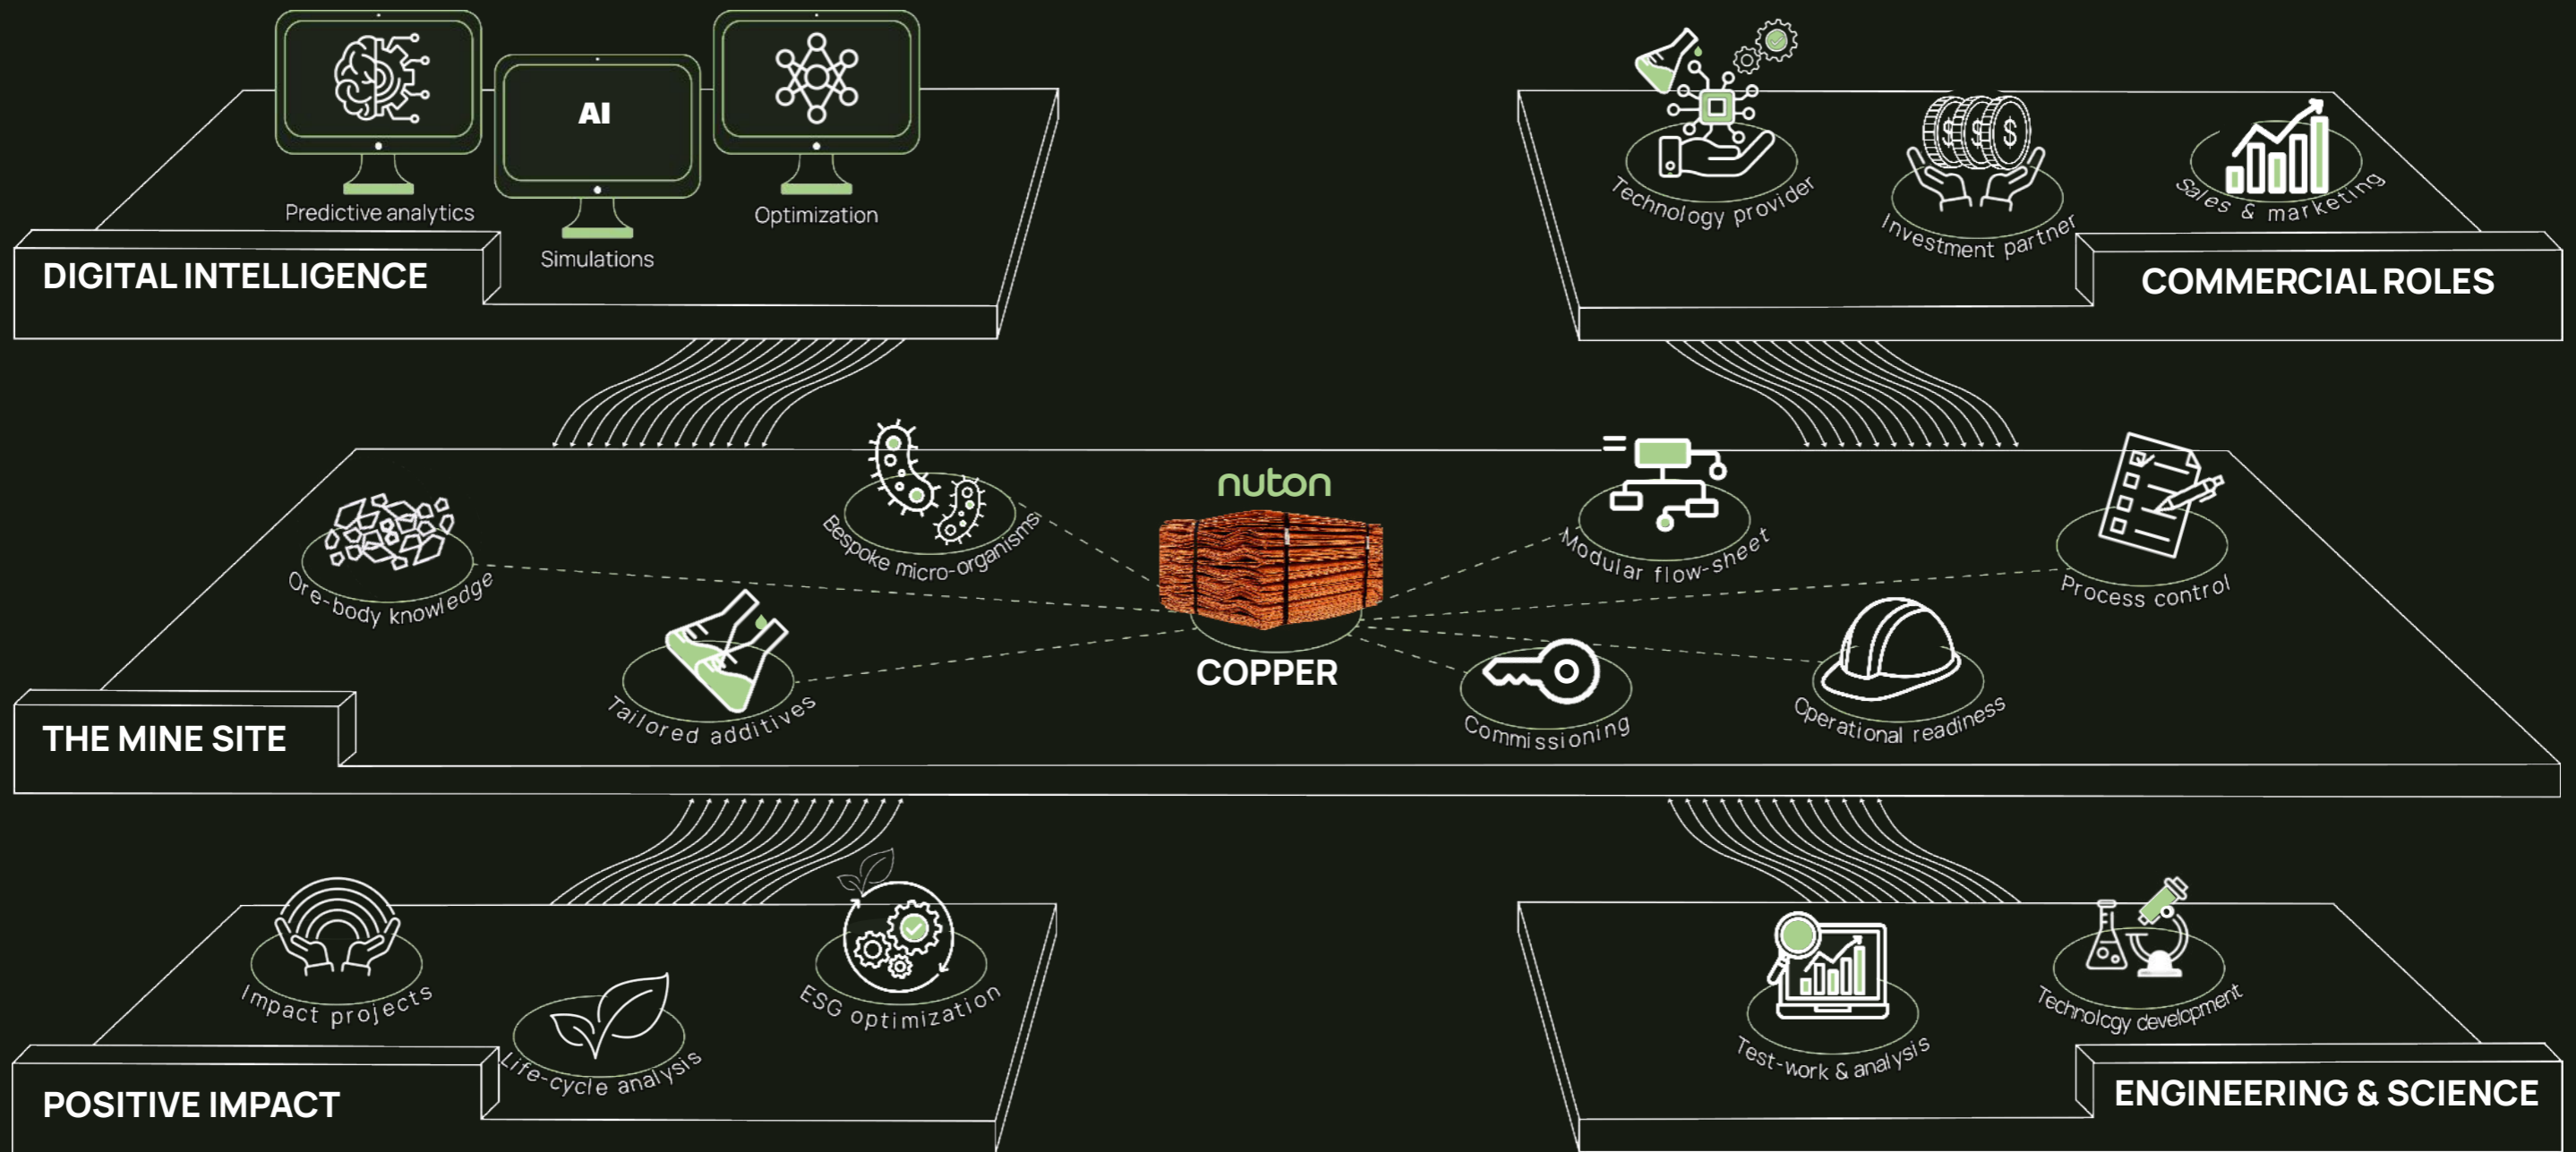 AI
Predictive analytics
Simulations
Optimization
DIGITAL INTELLIGENCE
Technology provider
Investment partner
Sales & marketing
COMMERCIAL ROLES
Ore-body knowledge
Bespoke micro-organisms
Tailored additives
nuton
COPPER
Modular flow-sheet
Process control
Commissioning
Operational readiness
THE MINE SITE
Impact projects
Life-cycle analysis
ESG optimization
POSITIVE IMPACT
Test-work & analysis
Technology development
ENGINEERING & SCIENCE